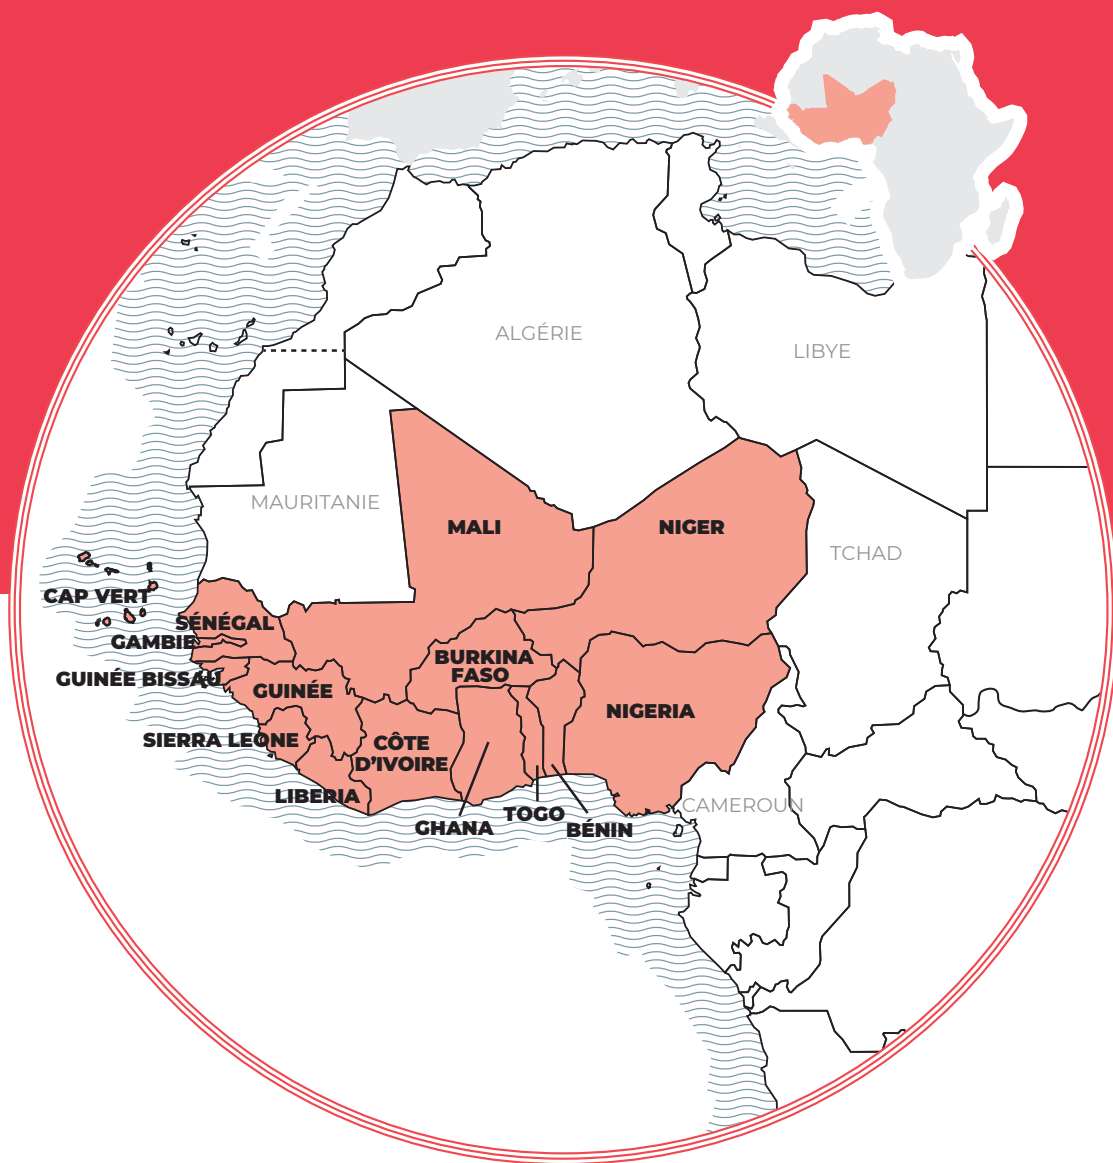 ALGÉRIE
LIBYE
MAURITANIE
MALI
NIGER
TCHAD
CAP VERT
SÉNÉGAL
GAMBIE
BURKINA
FASO
GUINÉE BISSAU
GUINÉE
NIGERIA
SIERRA LEONE
CÔTE
D'IVOIRE
LIBERIA
CAMEROUN
GHANA
TOGO
BÉNIN